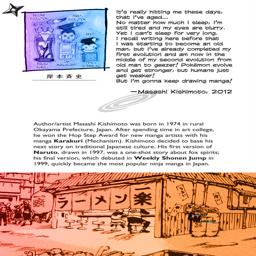 It's really hitting me these days,
that I've aged...
No matter how much I sleep, I'm
still tired and my eyes are shifty.
Yet I can't sleep for very long.
I recall writing here before that
I was starting to become an old
man, but I've already completed my
first evolution and am now in the
middle of my second evolution from
old man to geezer! Pokémon evolve
and get stronger, but humans just
get weaker!
But I'm gonna keep drawing manga!
—Masashi Kishimoto, 2012
岸本斉史
Author/artist Masashi Kishimoto was born in 1974 in rural
Okayama Prefecture, Japan. After spending time in art college,
he won the Hop Step Award for new manga artists with his
manga Karakuri (Mechanism). Kishimoto decided to base his
next story on traditional Japanese culture. His first version of
Naruto, drawn in 1997, was a one-shot story about fox spirits;
his final version, which debuted in Weekly Shonen Jump in
1999, quickly became the most popular ninja manga in Japan.
ラーメン 楽